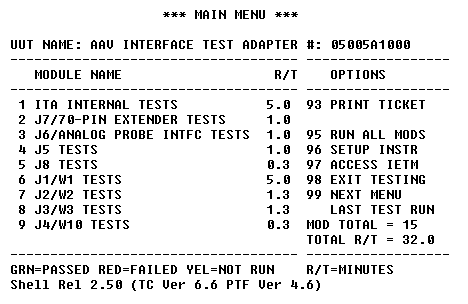 *** MAIN MENU ***
UUT NAME: AAV INTERFACE TEST ADAPTER #: 05005A1000
MODULE NAME R/T OPTIONS
1 ITA INTERNAL TESTS 5.0 93 PRINT TICKET
2 J7/70-PIN EXTENDER TESTS 1.0
3 J6/ANALOG PROBE INTFC TESTS 1.0 95 RUN ALL MODS
4 J5 TESTS 1.0 96 SETUP INSTR
5 J8 TESTS 0.3 97 ACCESS IETM
6 J1/W1 TESTS 5.0 98 EXIT TESTING
7 J2/W2 TESTS 1.3 99 NEXT MENU
8 J3/W3 TESTS 1.3 LAST TEST RUN
9 J4/W10 TESTS 0.3 MOD TOTAL = 15
TOTAL R/T = 32.0
GRN=PASSED RED=FAILED YEL=NOT RUN R/T=MINUTES
Shell Rel 2.50 (TC Ver 6.6 PTF Ver 4.6)